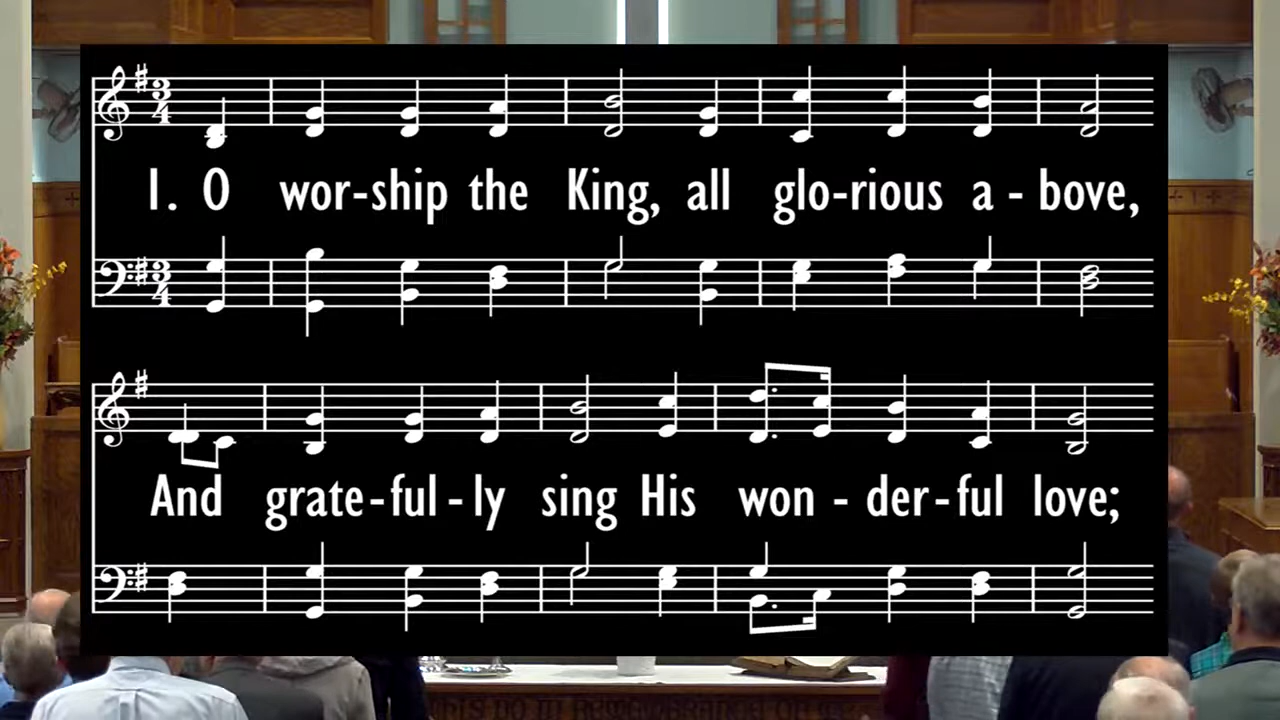 1. O wor-ship the King, all glo-rious a-bove,
And grate-ful-ly sing His won-der-ful love;